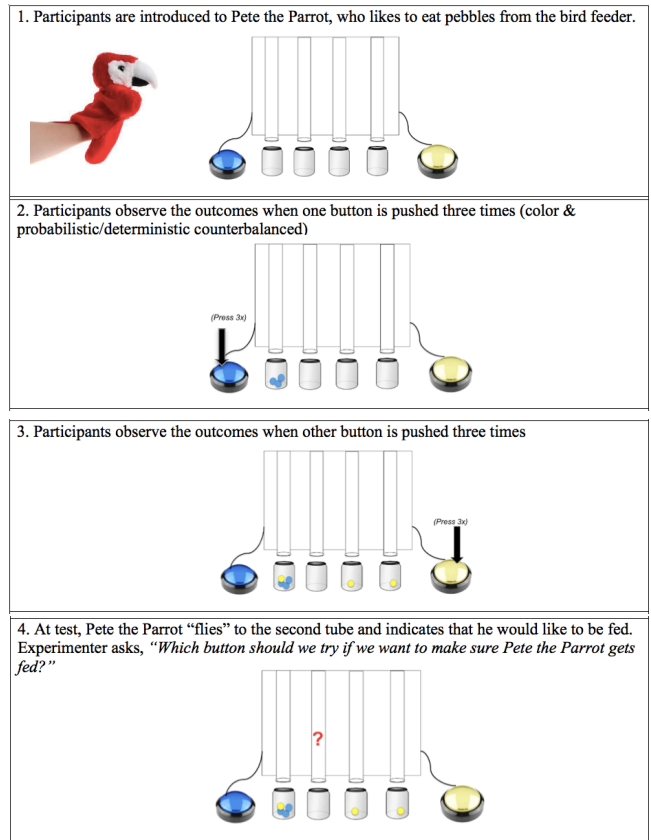 1. Participants are introduced to Pete the Parrot, who likes to eat pebbles from the bird feeder.
2. Participants observe the outcomes when one button is pushed three times (color &
probabilistic/deterministic counterbalanced)
(Press 3x)
3. Participants observe the outcomes when other button is pushed three times
(Press 3x)
4. At test, Pete the Parrot “flies” to the second tube and indicates that he would like to be fed.
Experimenter asks, “Which button should we try if we want to make sure Pete the Parrot gets
fed?”
?